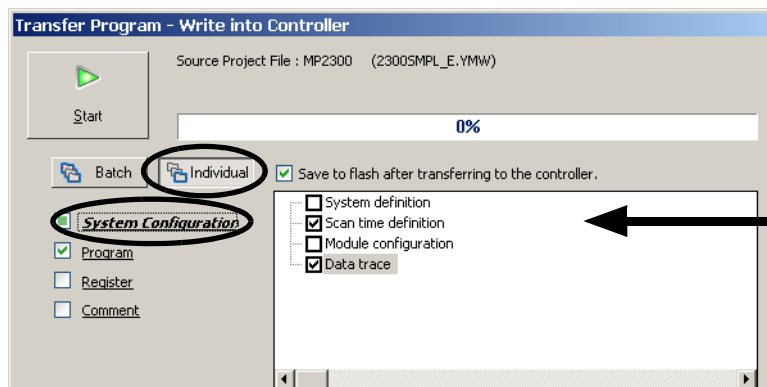 Transfer Program - Write into Controller
Source Project File : MP2300 (2300SMPL_E.YMW)
Start
0%
Batch
Individual
Save to flash after transferring to the controller.
System Configuration
Program
Register
Comment
System definition
Scan time definition
Module configuration
Data trace